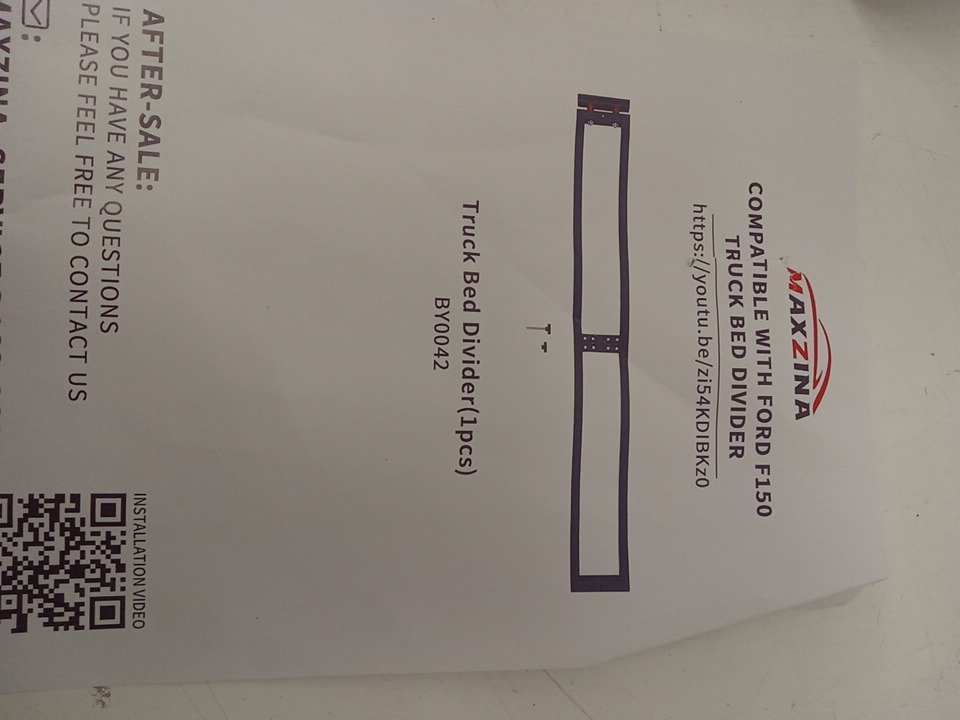 MAXZINA
COMPATIBLE WITH FORD F150
TRUCK BED DIVIDER
https://youtu.be/zi54KDIBKz0
Truck Bed Divider(1pcs)
BY0042
AFTER-SALE:
IF YOU HAVE ANY QUESTIONS
PLEASE FEEL FREE TO CONTACT US
INSTALLATION VIDEO